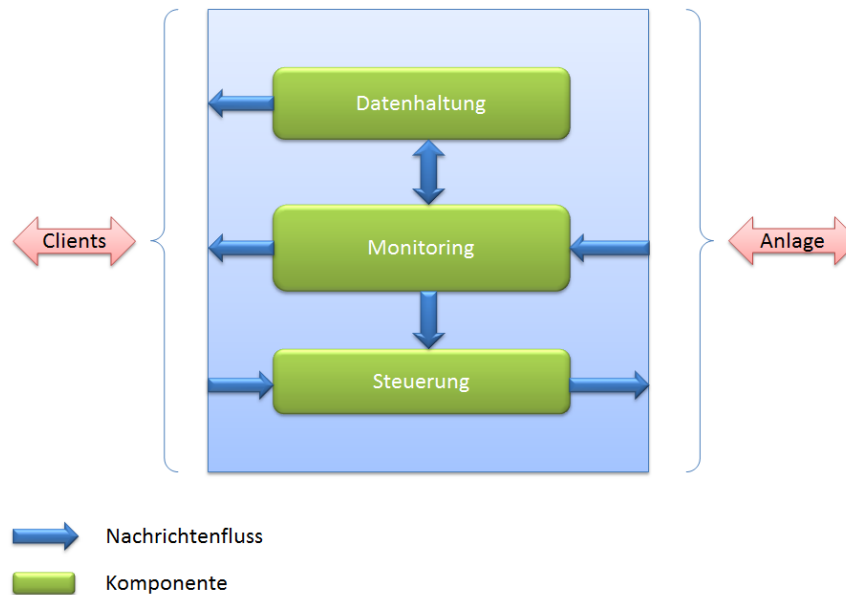 Datenhaltung
Clients
Monitoring
Anlage
Steuerung
Nachrichtenfluss
Komponente